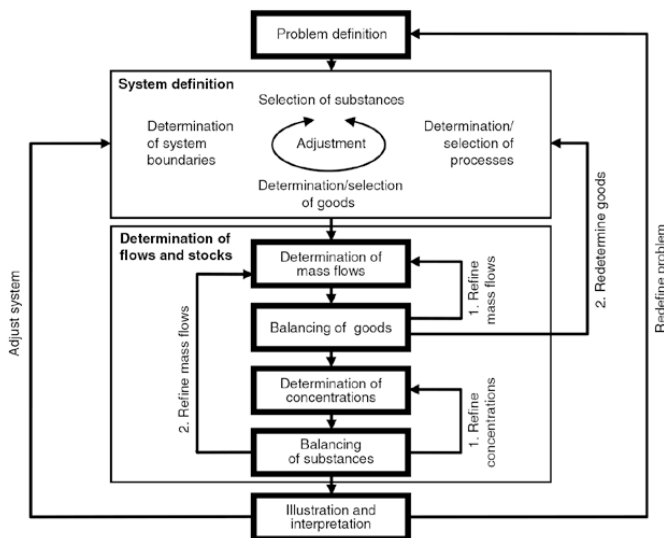 Problem definition
System definition
Selection of substances
Determination
of system
boundaries
Adjustment
Determination/
selection of
processes
Determination/selection
of goods
Determination of
flows and stocks
Determination of
mass flows
1. Refine
mass flows
Balancing of goods
2. Refine mass flows
Determination of
concentrations
1. Refine
concentrations
Balancing
of substances
Illustration and
interpretation
Adjust system
2. Redetermine goods
Redefine problem